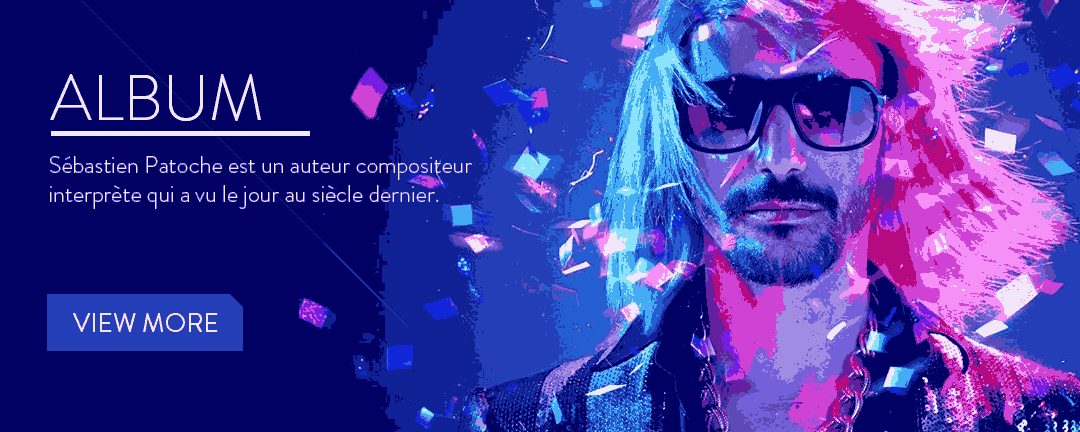 ALBUM
Sébastien Patoche est un auteur compositeur
interprète qui a vu le jour au siècle dernier.
VIEW MORE